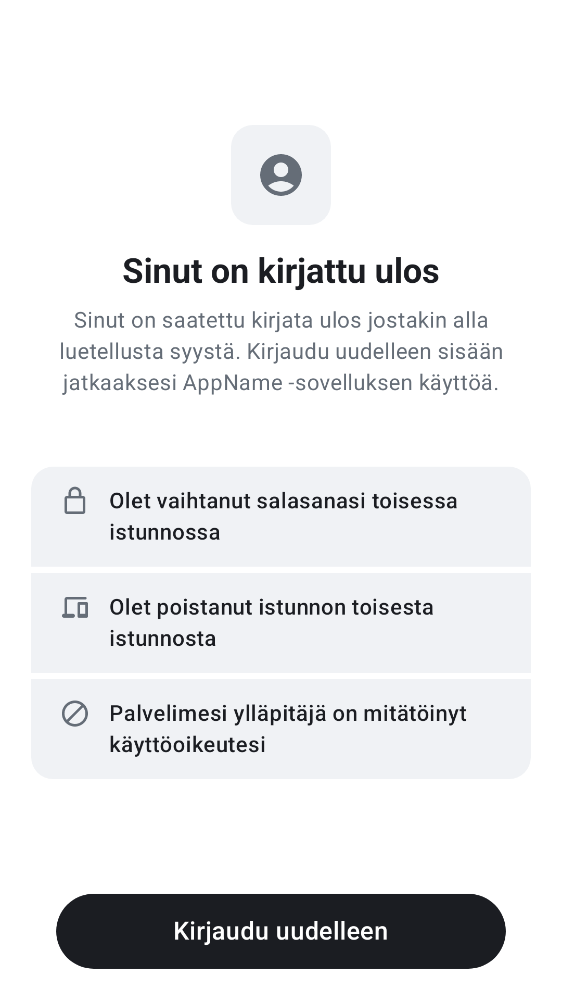 Sinut on kirjattu ulos
Sinut on saatettu kirjata ulos jostakin alla
luetellusta syystä. Kirjaudu uudelleen sisään
jatkaaksesi AppName -sovelluksen käyttöä.
Olet vaihtanut salasanasi toisessa
istunnossa
Olet poistanut istunnon toisesta
istunnosta
Palvelimesi ylläpitäjä on mitätöinyt
käyttöoikeutesi
Kirjaudu uudelleen